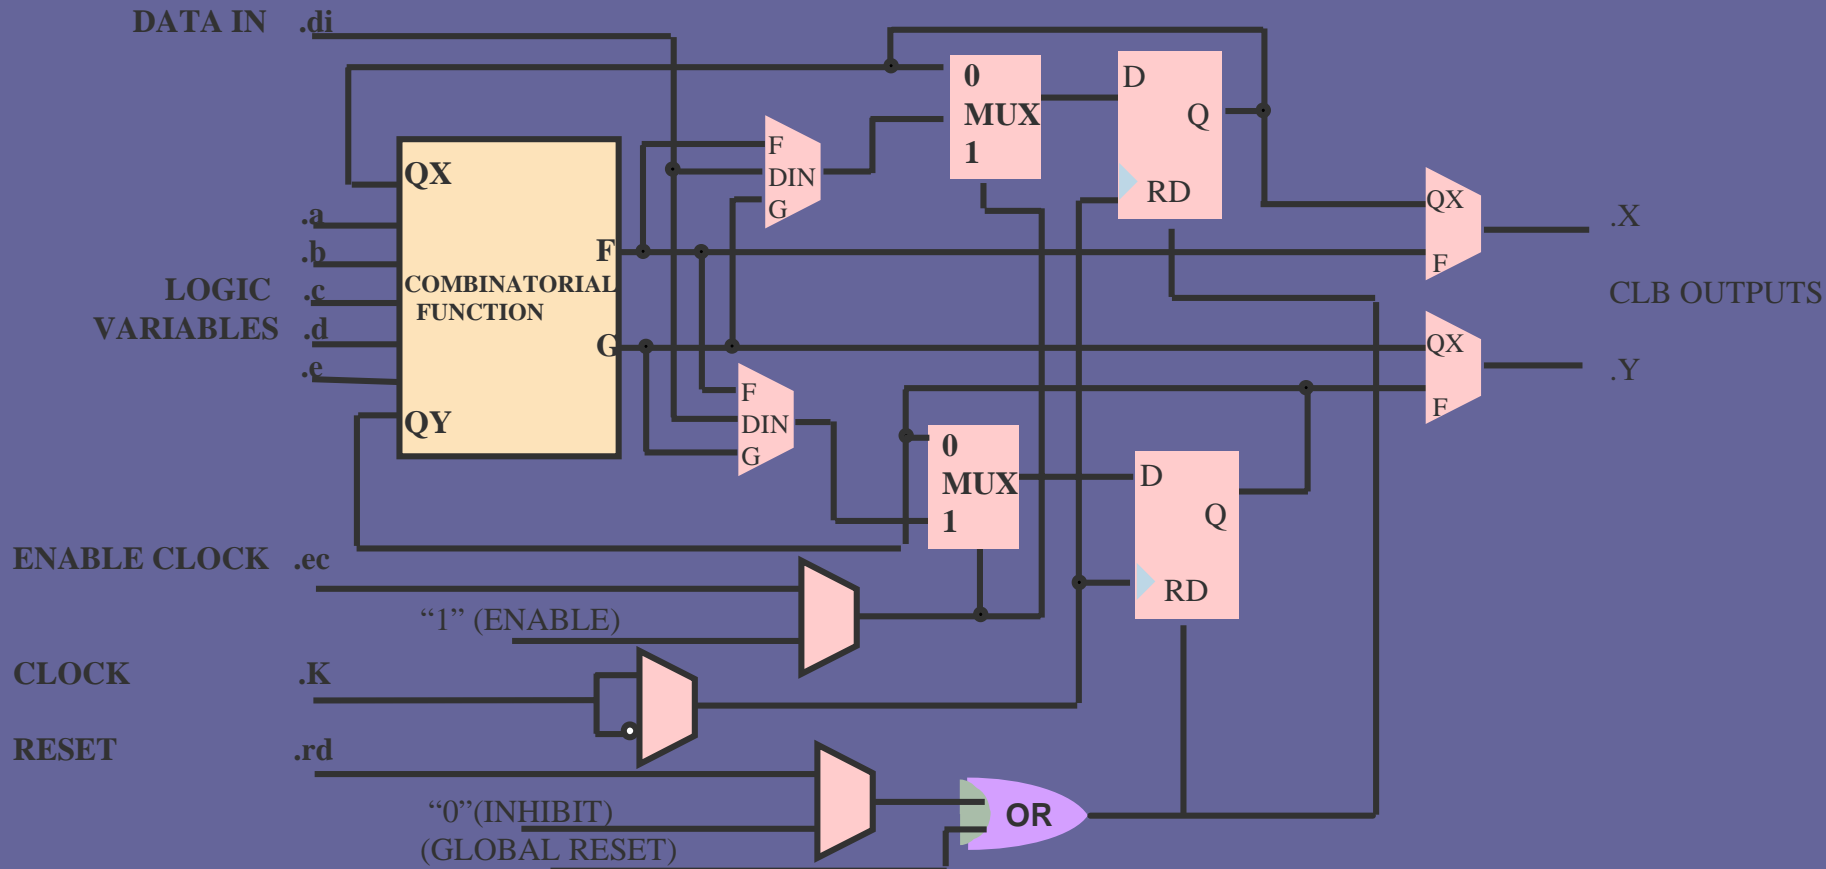 DATA IN .di
0
MUX
1
D
Q
RD
F
DIN
G
QX
F
.X
QX
COMBINATORIAL
FUNCTION
F
G
QY
.a
.b
LOGIC .c
VARIABLES .d
.e
CLB OUTPUTS
QX
F
.Y
F
DIN
G
0
MUX
1
D
Q
RD
ENABLE CLOCK .ec
“1” (ENABLE)
CLOCK .K
RESET .rd
“0”(INHIBIT)
(GLOBAL RESET)
OR